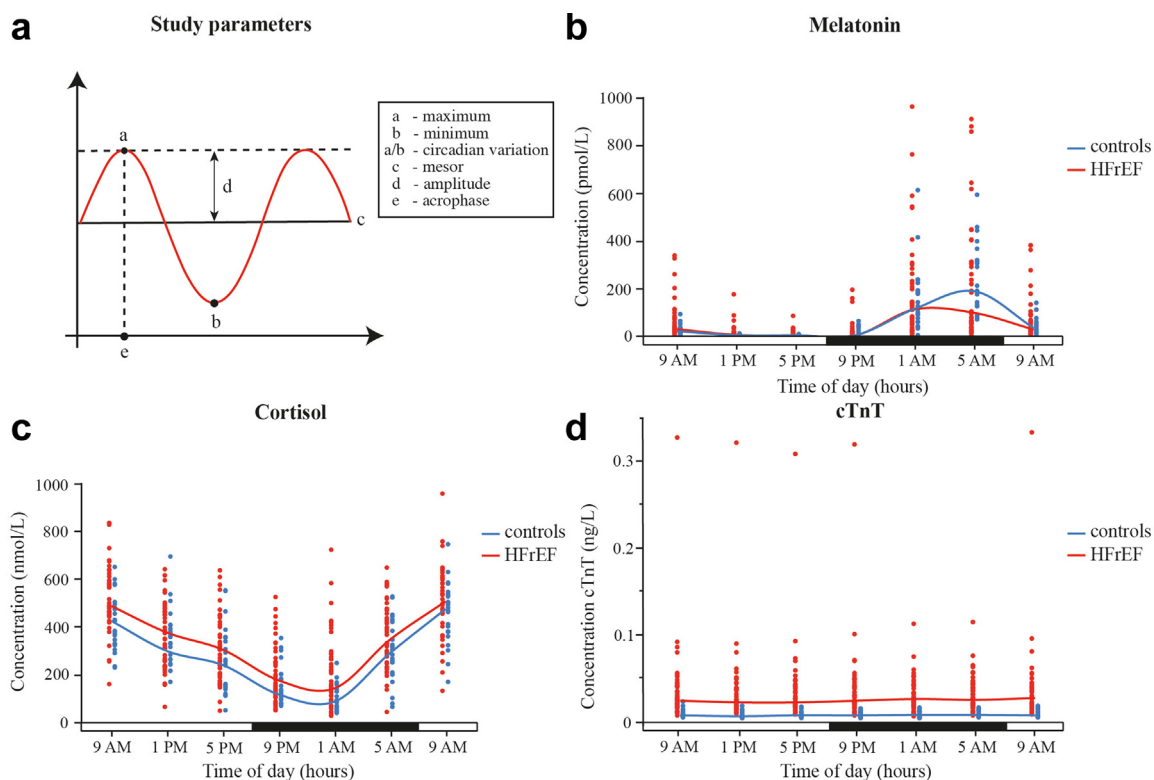 a
Study parameters
a
b
c
d
e
a - maximum
b - minimum
a/b - circadian variation
c - mesor
d - amplitude
e - acrophase
b
Melatonin
Concentration (pmol/L)
1000
800
600
400
200
0
9 AM 1 PM 5 PM 9 PM 1 AM 5 AM 9 AM
Time of day (hours)
controls
HFrEF
c
Cortisol
Concentration (nmol/L)
1000
800
600
400
200
0
9 AM 1 PM 5 PM 9 PM 1 AM 5 AM 9 AM
Time of day (hours)
controls
HFrEF
d
cTnT
Concentration cTnT (ng/L)
0.3
0.2
0.1
0
9 AM 1 PM 5 PM 9 PM 1 AM 5 AM 9 AM
Time of day (hours)
controls
HFrEF